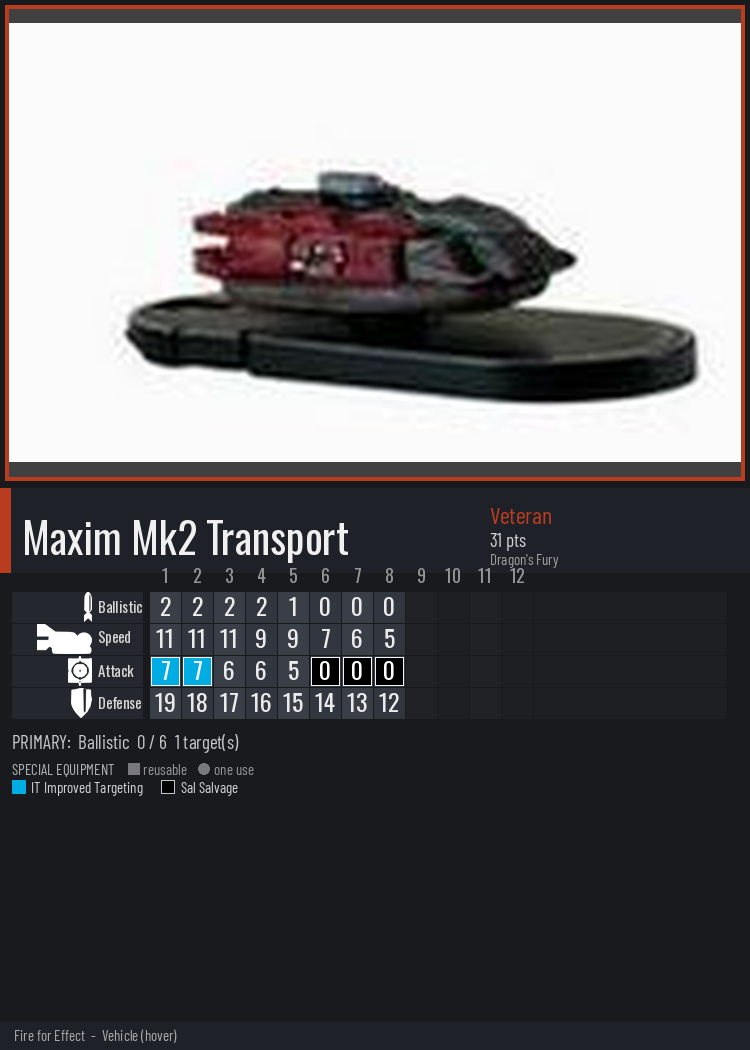 Maxim Mk2 Transport
Veteran
31 pts
Dragon's Fury
1 2 3 4 5 6 7 8 9 10 11 12
Ballistic 2 2 2 2 1 0 0 0
Speed 11 11 11 9 9 7 6 5
Attack 7 7 6 6 5 0 0 0
Defense 19 18 17 16 15 14 13 12
PRIMARY: Ballistic 0 / 6 1 target(s)
SPECIAL EQUIPMENT reusable one use
IT Improved Targeting Sal Salvage
Fire for Effect - Vehicle (hover)